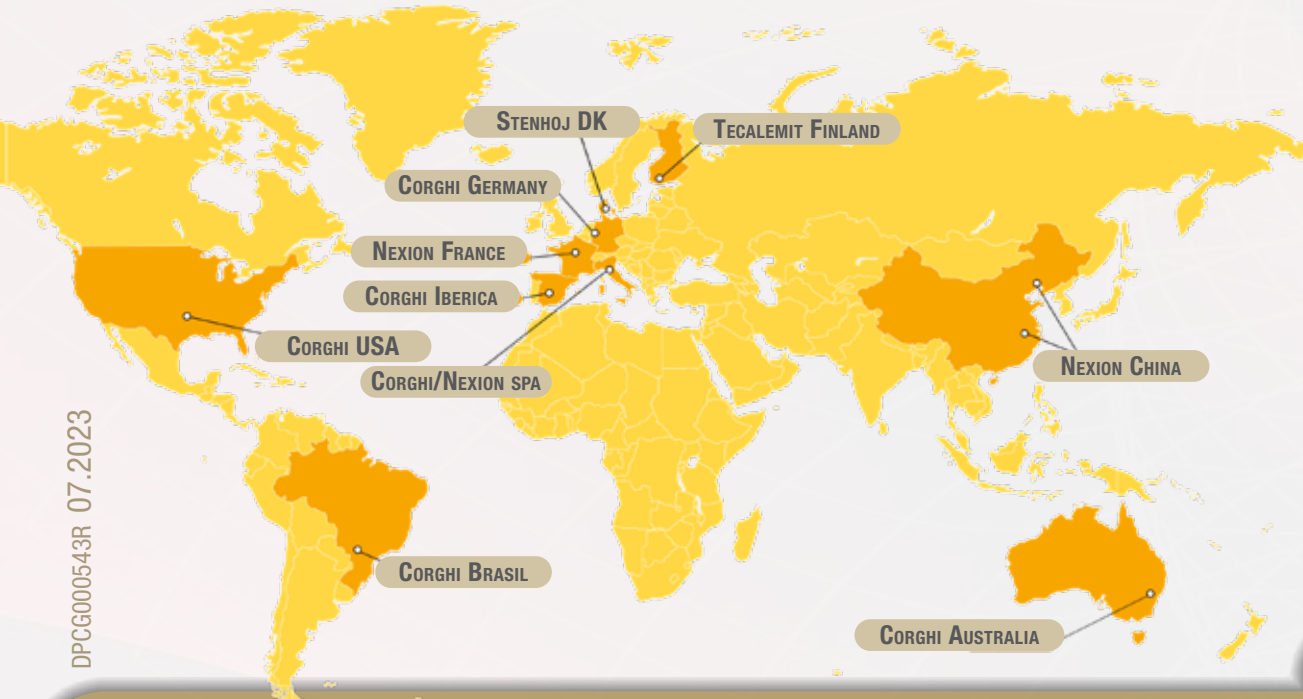 STENHOJ DK
TECALEMIT FINLAND
CORGHI GERMANY
NEXION FRANCE
CORGHI IBERICA
CORGHI USA
CORGHI/NEXION SPA
NEXION CHINA
CORGHI BRASIL
CORGHI AUSTRALIA
DPCG000543R 07.2023